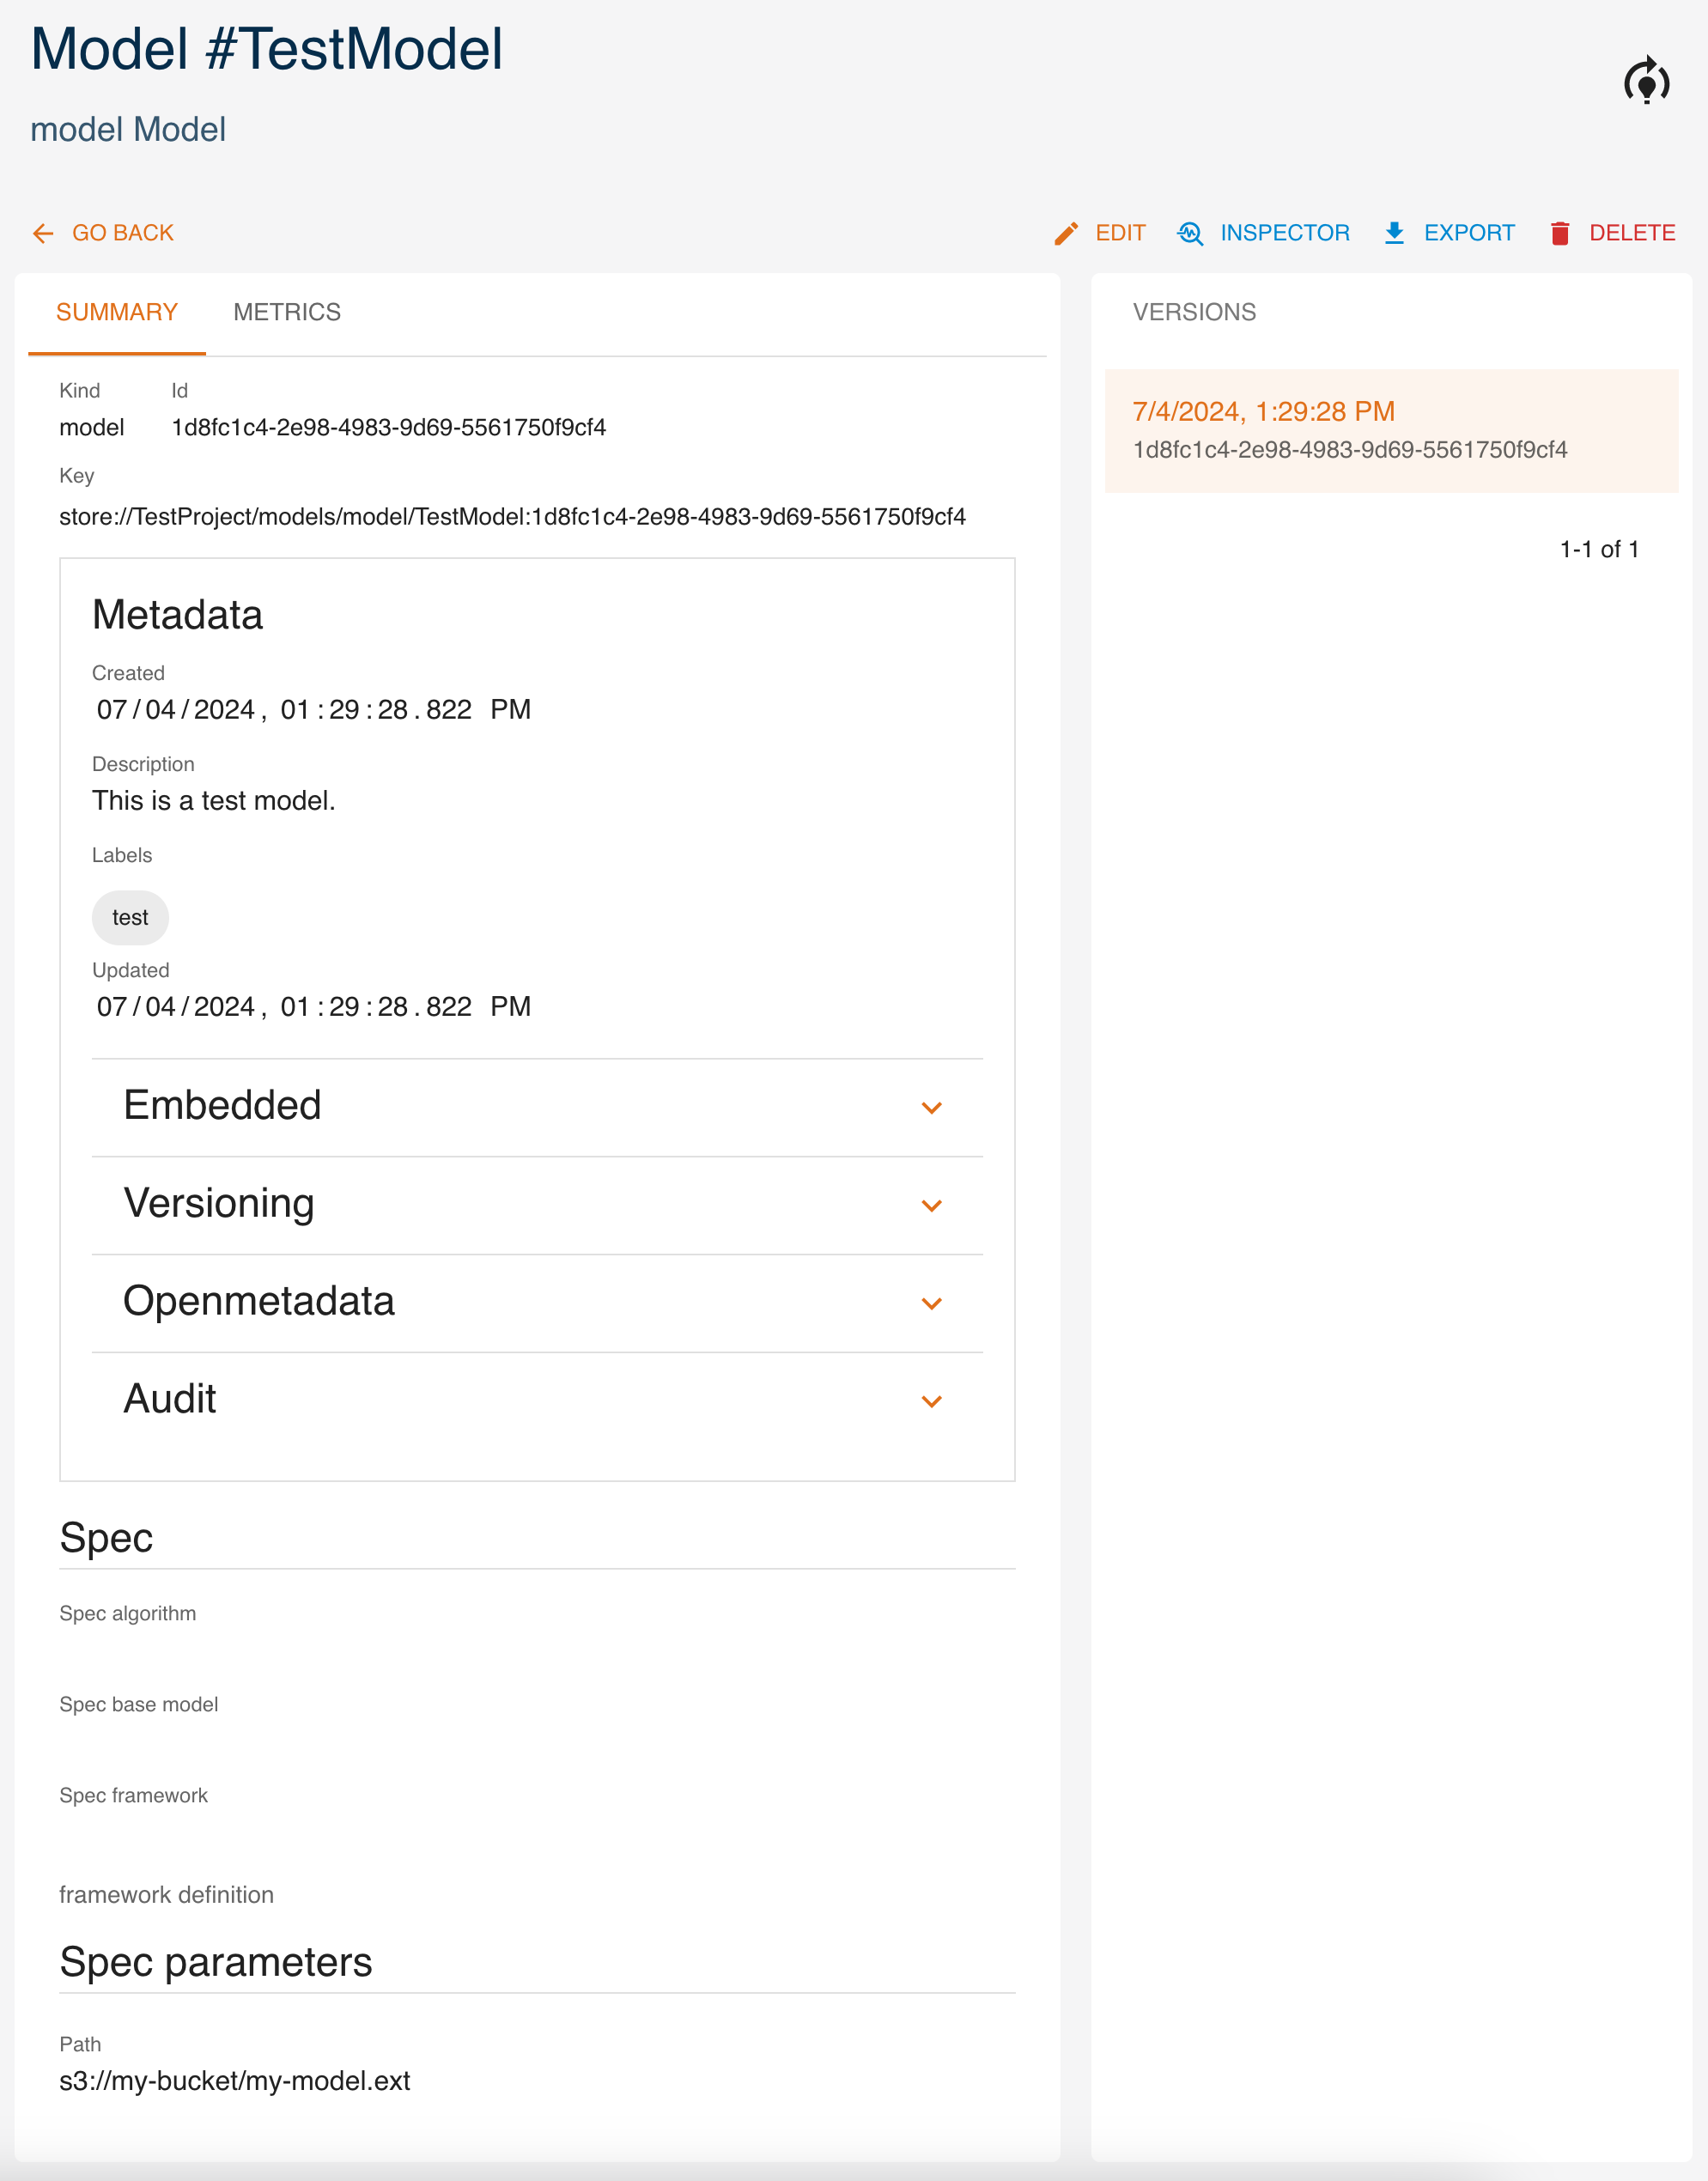 Model #TestModel
model Model
GO BACK
EDIT INSPECTOR EXPORT DELETE
SUMMARY METRICS
Kind Id
model 1d8fc1c4-2e98-4983-9d69-5561750f9cf4
Key
store://TestProject/models/model/TestModel:1d8fc1c4-2e98-4983-9d69-5561750f9cf4
Metadata
Created
07/04/2024, 01:29:28.822 PM
Description
This is a test model.
Labels
test
Updated
07/04/2024, 01:29:28.822 PM
Embedded
Versioning
Openmetadata
Audit
Spec
Spec algorithm
Spec base model
Spec framework
framework definition
Spec parameters
Path
s3://my-bucket/my-model.ext
VERSIONS
7/4/2024, 1:29:28 PM
1d8fc1c4-2e98-4983-9d69-5561750f9cf4
1-1 of 1